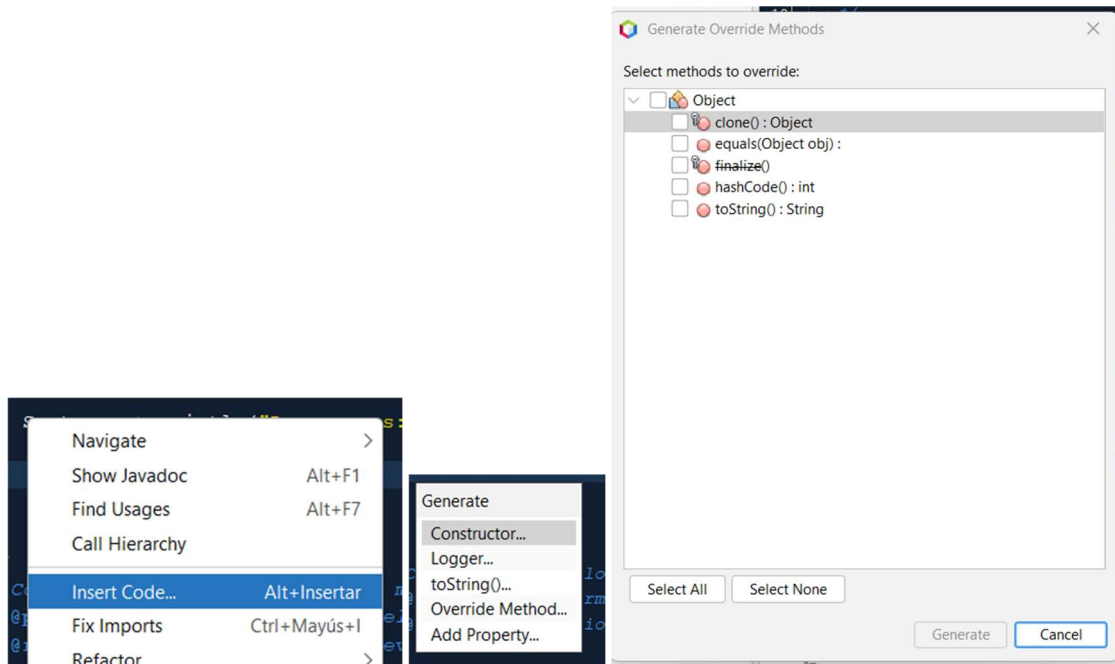 Generate Override Methods
Select methods to override:
Object
clone() : Object
equals(Object obj) :
finalize()
hashCode() : int
toString() : String
Select All Select None
Generate Cancel
Navigate
Show Javadoc Alt+F1
Find Usages Alt+F7
Call Hierarchy
Insert Code... Alt+Insertar
Fix Imports Ctrl+Mayús+I
Refactor
Generate
Constructor...
Logger...
toString()...
Override Method...
Add Property...